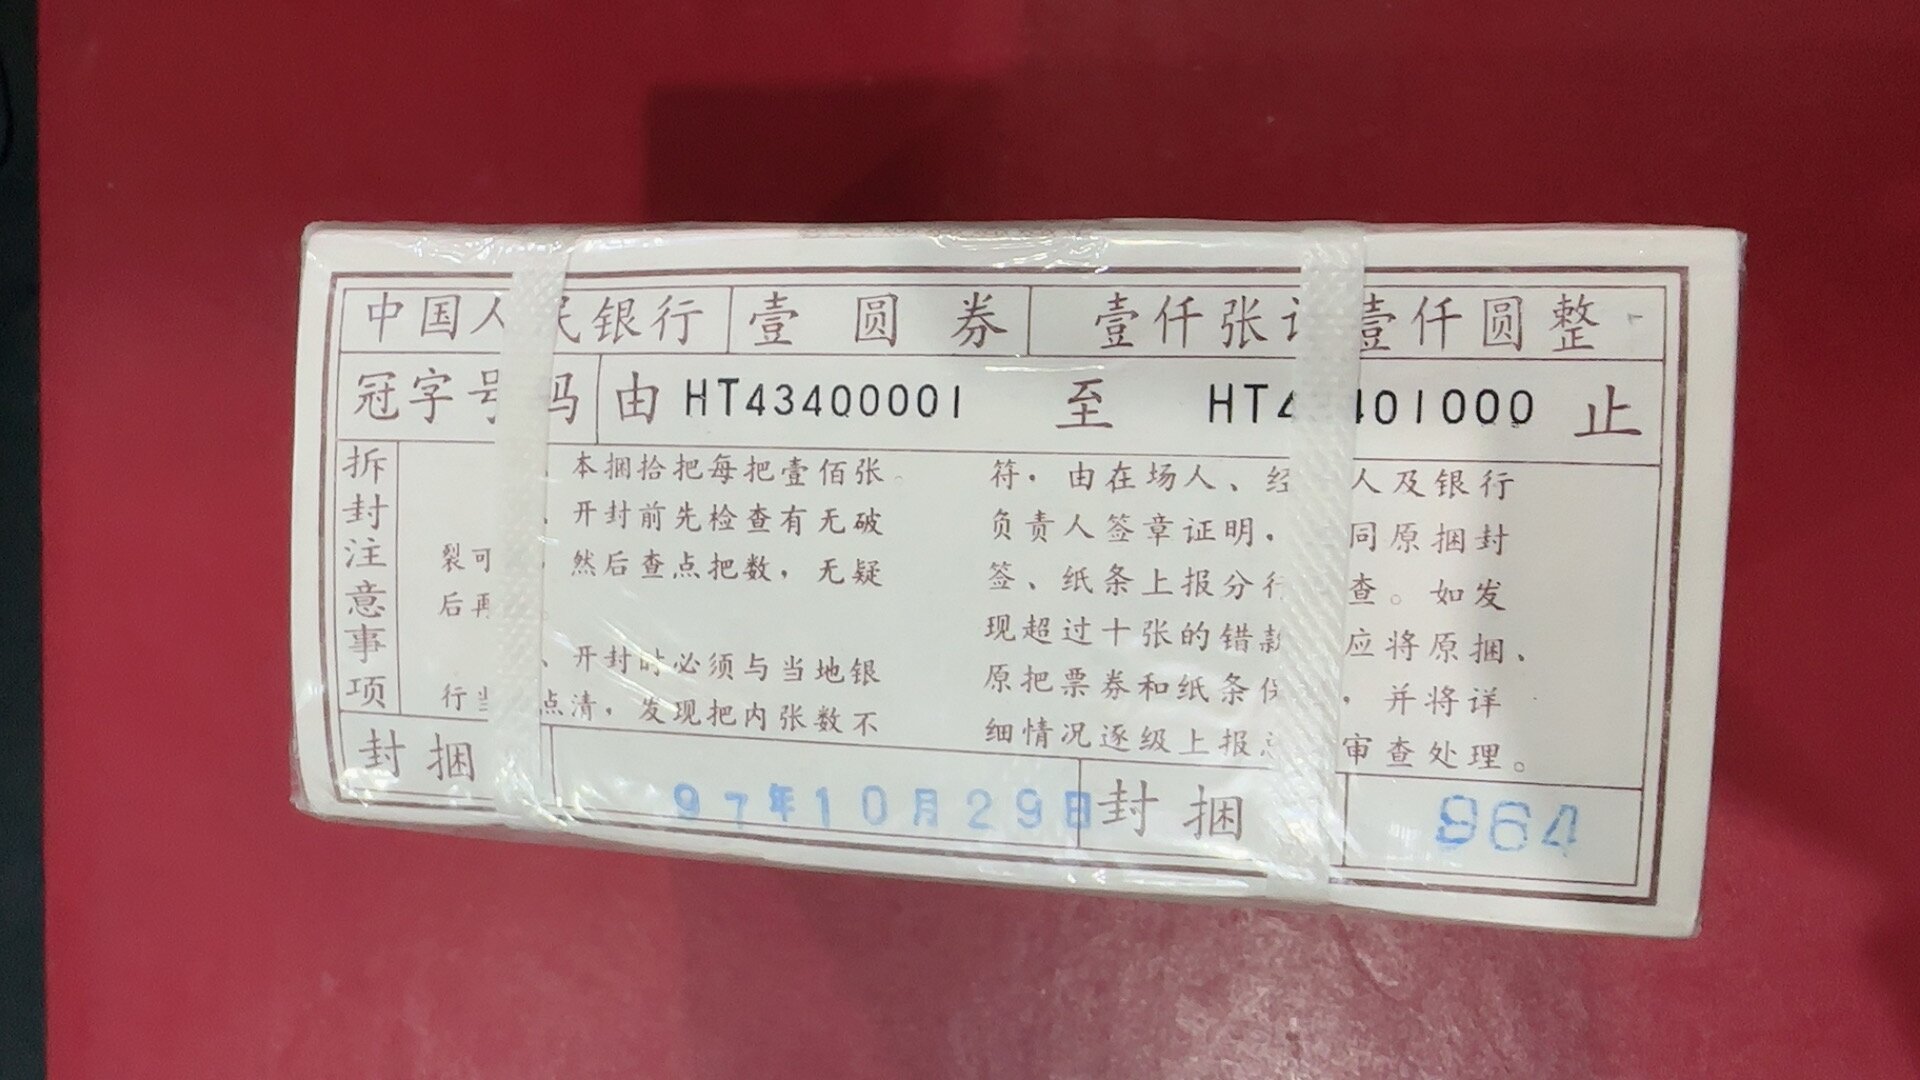 中国人民银行 壹圆券 壹仟张计壹仟圆整
冠字号码 由 HT43400001 至 HT43401000 止
拆封注意事项
本捆拾把每把壹佰张。
开封前先检查有无破
裂可 然后查点把数，无疑
后再
、开封时必须与当地银
行当 点清，发现把内张数不
符．由在场人、经 人及银行
负责人签章证明， 同原捆封
签、纸条上报分行 查。如发
现超过十张的错款 应将原捆、
原把票券和纸条保 ，并将详
细情况逐级上报总 审查处理。
封捆 97年10月29日 封捆 964